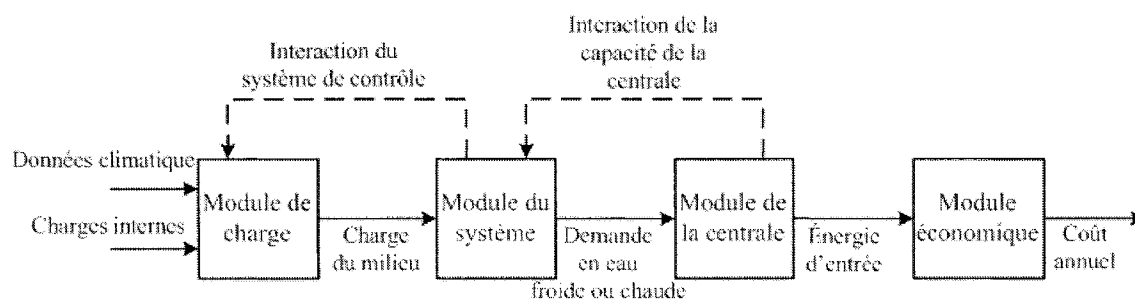 Interaction de la
capacité de la
centrale
Interaction du
système de contrôle
Données climatique
Charges internes
Module de
charge
Charge
du milieu
Module du
système
Demande
en eau
froide ou chaude
Module de
la centrale
Énergie
d'entrée
Module
économique
Coût
annuel